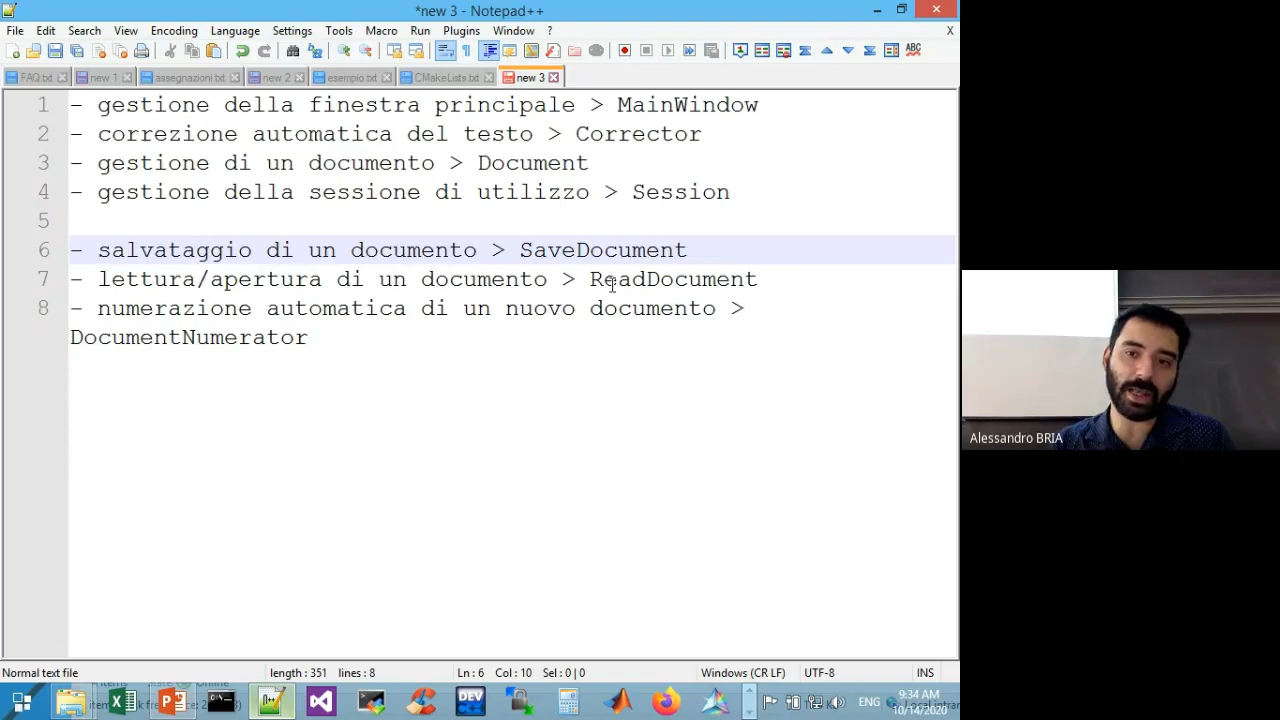 *new 3 - Notepad++
File Edit Search View Encoding Language Settings Tools Macro Run Plugins Window ? X
FAQ.txt new 1 assegnazioni.txt new 2 esempio.txt CMakeLists.txt new 3
1 - gestione della finestra principale > MainWindow
2 - correzione automatica del testo > Corrector
3 - gestione di un documento > Document
4 - gestione della sessione di utilizzo > Session
5
6 - salvataggio di un documento > SaveDocument
7 - lettura/apertura di un documento > ReadDocument
8 - numerazione automatica di un nuovo documento >
DocumentNumerator
Alessandro BRIA
Normal text file length : 351 lines : 8 Ln : 6 Col : 10 Sel : 0 | 0 Windows (CR LF) UTF-8 INS
DEV
ENG
9:34 AM
10/14/2020